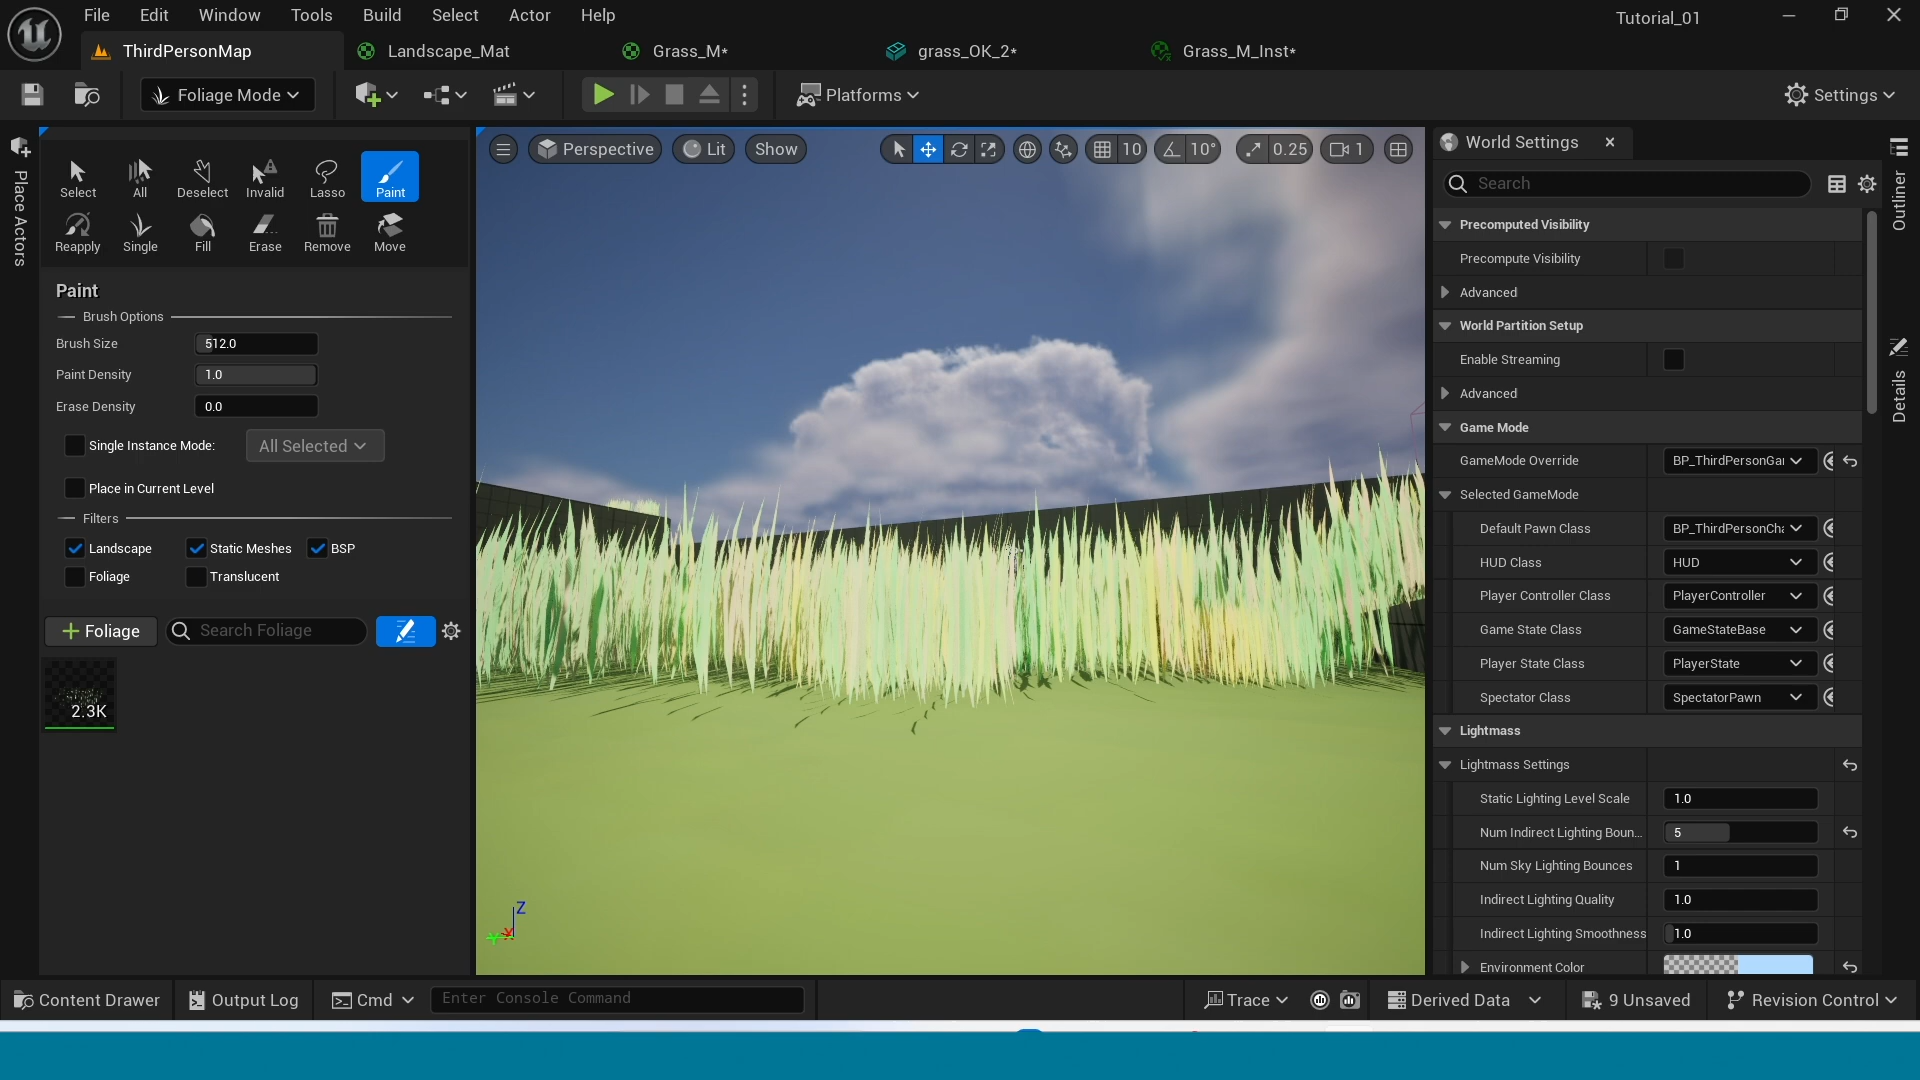 File Edit Window Tools Build Select Actor Help Tutorial_01
ThirdPersonMap Landscape_Mat Grass_M* grass_OK_2* Grass_M_Inst*
Foliage Mode Platforms Settings
Place Actors
Select All Deselect Invalid Lasso Paint
Reapply Single Fill Erase Remove Move
Paint
Brush Options
Brush Size 512.0
Paint Density 1.0
Erase Density 0.0
Single Instance Mode: All Selected
Place in Current Level
Filters
Landscape Static Meshes BSP
Foliage Translucent
Foliage Search Foliage
2.3K
Perspective Lit Show 10 10° 0.25 1
Z
Y X
World Settings
Search
Precomputed Visibility
Precompute Visibility
Advanced
World Partition Setup
Enable Streaming
Advanced
Game Mode
GameMode Override BP_ThirdPersonGa
Selected GameMode
Default Pawn Class BP_ThirdPersonCha
HUD Class HUD
Player Controller Class PlayerController
Game State Class GameStateBase
Player State Class PlayerState
Spectator Class SpectatorPawn
Lightmass
Lightmass Settings
Static Lighting Level Scale 1.0
Num Indirect Lighting Boun... 5
Num Sky Lighting Bounces 1
Indirect Lighting Quality 1.0
Indirect Lighting Smoothness 1.0
Environment Color
Outliner
Details
Content Drawer Output Log Cmd Enter Console Command Trace Derived Data 9 Unsaved Revision Control